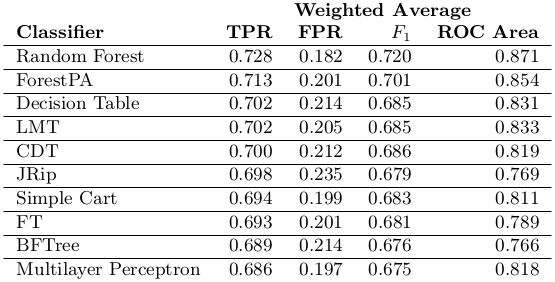 Weighted Average
Classifier TPR FPR F1 ROC Area
Random Forest 0.728 0.182 0.720 0.871
ForestPA 0.713 0.201 0.701 0.854
Decision Table 0.702 0.214 0.685 0.831
LMT 0.702 0.205 0.685 0.833
CDT 0.700 0.212 0.686 0.819
JRip 0.698 0.235 0.679 0.769
Simple Cart 0.694 0.199 0.683 0.811
FT 0.693 0.201 0.681 0.789
BFTree 0.689 0.214 0.676 0.766
Multilayer Perceptron 0.686 0.197 0.675 0.818